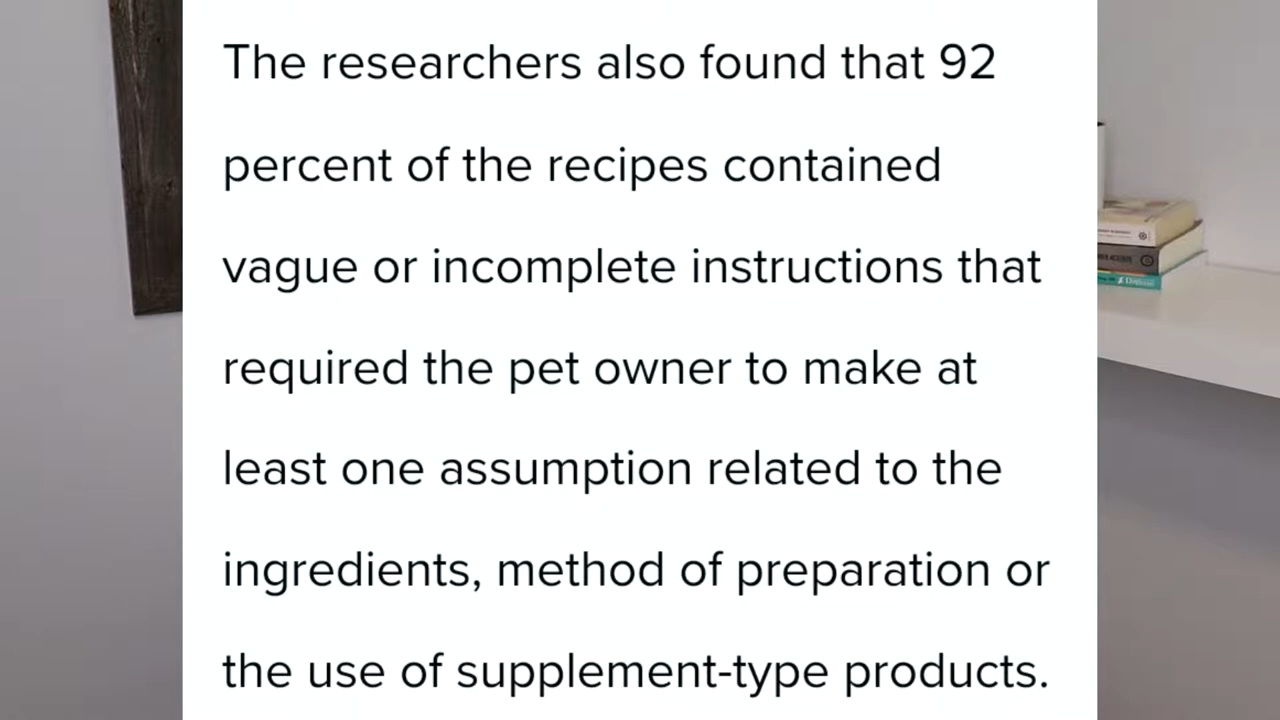 The researchers also found that 92
percent of the recipes contained
vague or incomplete instructions that
required the pet owner to make at
least one assumption related to the
ingredients, method of preparation or
the use of supplement-type products.